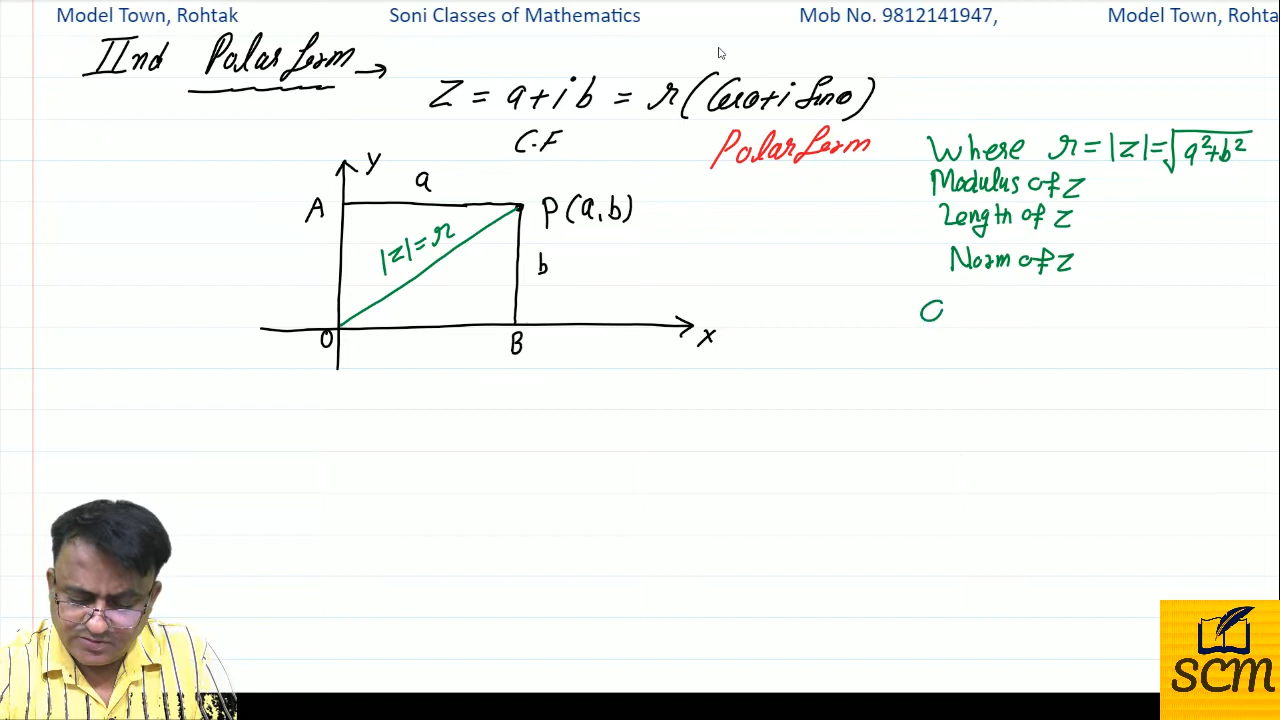 Model Town, Rohtak Soni Classes of Mathematics Mob No. 9812141947, Model Town, Rohta
IInd Polar form →
Z = a+ib = r(Cosθ+i Sinθ)
C.F
Polar form
Where r = |z| = √a²+b²
Modulus of z
Length of z
Norm of z
O
y
a
A
P(a,b)
|z|=r
b
O
B
x
SCM